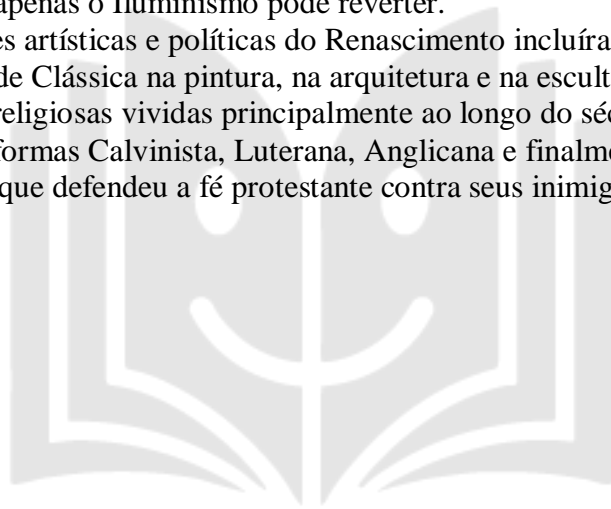 apenas o Iluminismo pode reverter.
es artísticas e políticas do Renascimento incluíra
de Clássica na pintura, na arquitetura e na escult
religiosas vividas principalmente ao longo do séc
formas Calvinista, Luterana, Anglicana e finalme
que defendeu a fé protestante contra seus inimig